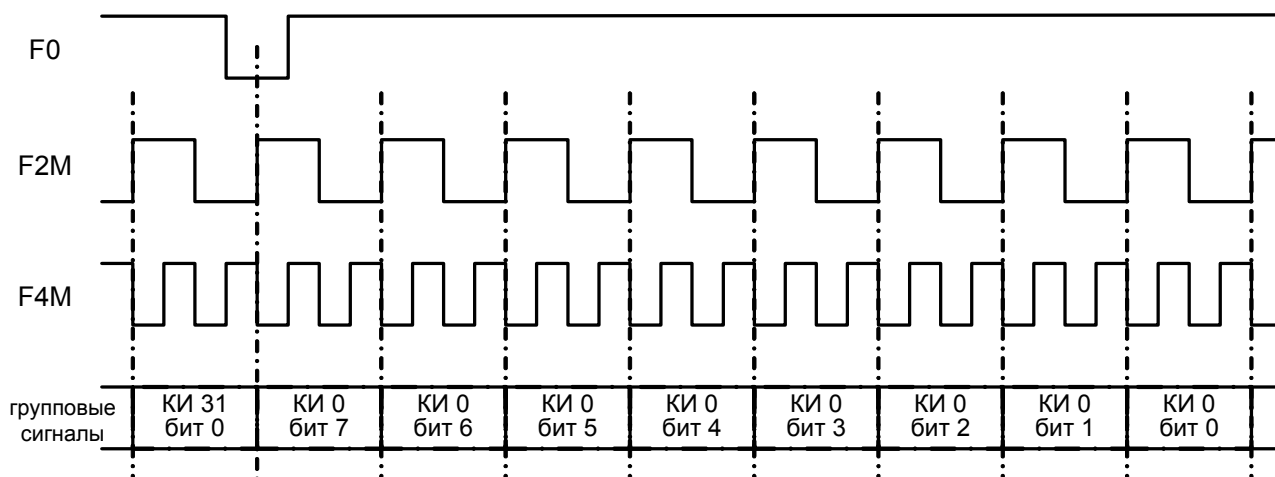 F0
F2M
F4M
групповые
сигналы
КИ 31
бит 0
КИ 0
бит 7
КИ 0
бит 6
КИ 0
бит 5
КИ 0
бит 4
КИ 0
бит 3
КИ 0
бит 2
КИ 0
бит 1
КИ 0
бит 0